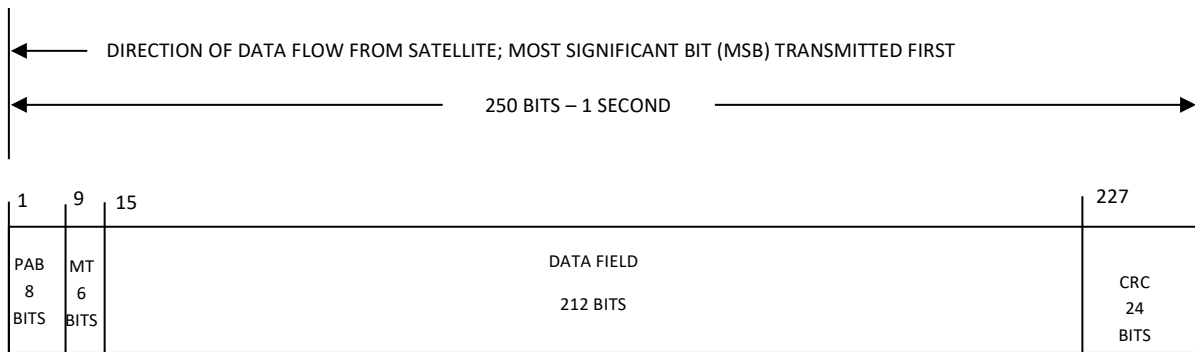 DIRECTION OF DATA FLOW FROM SATELLITE; MOST SIGNIFICANT BIT (MSB) TRANSMITTED FIRST
250 BITS – 1 SECOND
1
9
15
227
PAB
8
BITS
MT
6
BITS
DATA FIELD
212 BITS
CRC
24
BITS